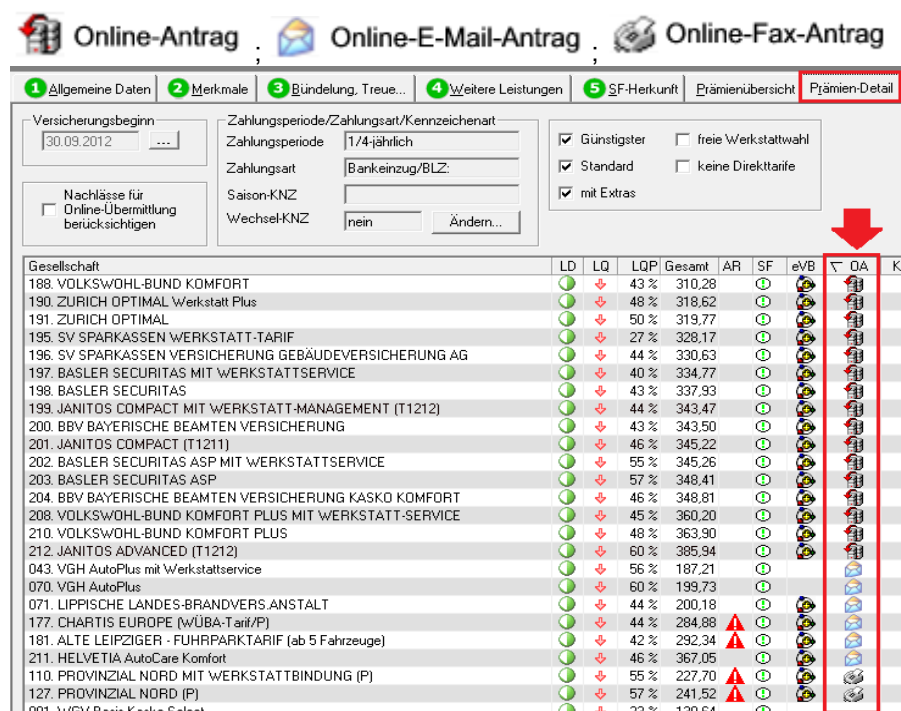 Online-Antrag ; Online-E-Mail-Antrag ; Online-Fax-Antrag
1 Allgemeine Daten 2 Merkmale 3 Bündelung, Treue... 4 Weitere Leistungen 5 SF-Herkunft Prämienübersicht Prämien-Detail
Versicherungsbeginn
30.09.2012 ...
Nachlässe für
Online-Übermittlung
berücksichtigen
Zahlungsperiode/Zahlungsart/Kennzeichenart
Zahlungsperiode 1/4-jährlich
Zahlungsart Bankeinzug/BLZ:
Saison-KNZ
Wechsel-KNZ nein Ändern...
Günstigster freie Werkstattwahl
Standard keine Direkttarife
mit Extras
Gesellschaft LD LQ LQP Gesamt AR SF eVB OA K
188. VOLKSWOHL-BUND KOMFORT 43 % 310,28
190. ZURICH OPTIMAL Werkstatt Plus 48 % 318,62
191. ZURICH OPTIMAL 50 % 319,77
195. SV SPARKASSEN WERKSTATT-TARIF 27 % 328,17
196. SV SPARKASSEN VERSICHERUNG GEBÄUDEVERSICHERUNG AG 44 % 330,63
197. BASLER SECURITAS MIT WERKSTATTSERVICE 40 % 334,77
198. BASLER SECURITAS 43 % 337,93
199. JANITOS COMPACT MIT WERKSTATT-MANAGEMENT (T1212) 44 % 343,47
200. BBV BAYERISCHE BEAMTEN VERSICHERUNG 43 % 343,50
201. JANITOS COMPACT (T1211) 46 % 345,22
202. BASLER SECURITAS ASP MIT WERKSTATTSERVICE 55 % 345,26
203. BASLER SECURITAS ASP 57 % 348,41
204. BBV BAYERISCHE BEAMTEN VERSICHERUNG KASKO KOMFORT 46 % 348,81
208. VOLKSWOHL-BUND KOMFORT PLUS MIT WERKSTATT-SERVICE 45 % 360,20
210. VOLKSWOHL-BUND KOMFORT PLUS 48 % 363,90
212. JANITOS ADVANCED (T1212) 60 % 385,94
043. VGH AutoPlus mit Werkstattservice 56 % 187,21
070. VGH AutoPlus 60 % 199,73
071. LIPPISCHE LANDES-BRANDVERS.ANSTALT 44 % 200,18
177. CHARTIS EUROPE (WÜBA-Tarif/P) 44 % 284,88
181. ALTE LEIPZIGER - FUHRPARKTARIF (ab 5 Fahrzeuge) 42 % 292,34
211. HELVETIA AutoCare Komfort 46 % 367,05
110. PROVINZIAL NORD MIT WERKSTATTBINDUNG (P) 55 % 227,70
127. PROVINZIAL NORD (P) 57 % 241,52